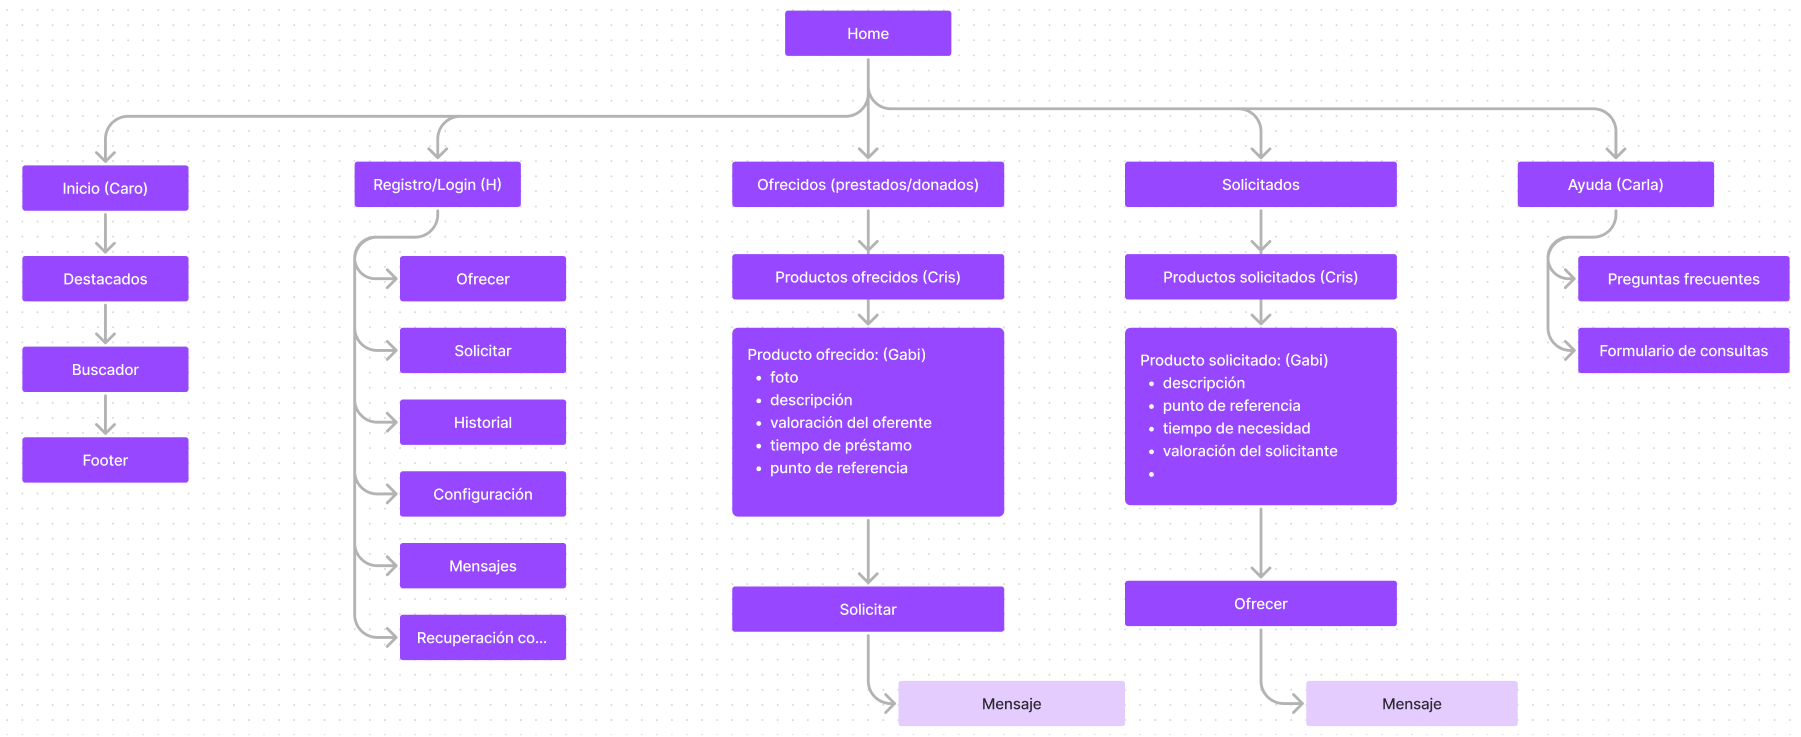 Home
Inicio (Caro)
Registro/Login (H)
Ofrecidos (prestados/donados)
Solicitados
Ayuda (Carla)
Destacados
Buscador
Footer
Ofrecer
Solicitar
Historial
Configuración
Mensajes
Recuperación co...
Productos ofrecidos (Cris)
Producto ofrecido: (Gabi)
• foto
• descripción
• valoración del oferente
• tiempo de préstamo
• punto de referencia
Solicitar
Mensaje
Productos solicitados (Cris)
Producto solicitado: (Gabi)
• descripción
• punto de referencia
• tiempo de necesidad
• valoración del solicitante
•
Ofrecer
Mensaje
Preguntas frecuentes
Formulario de consultas